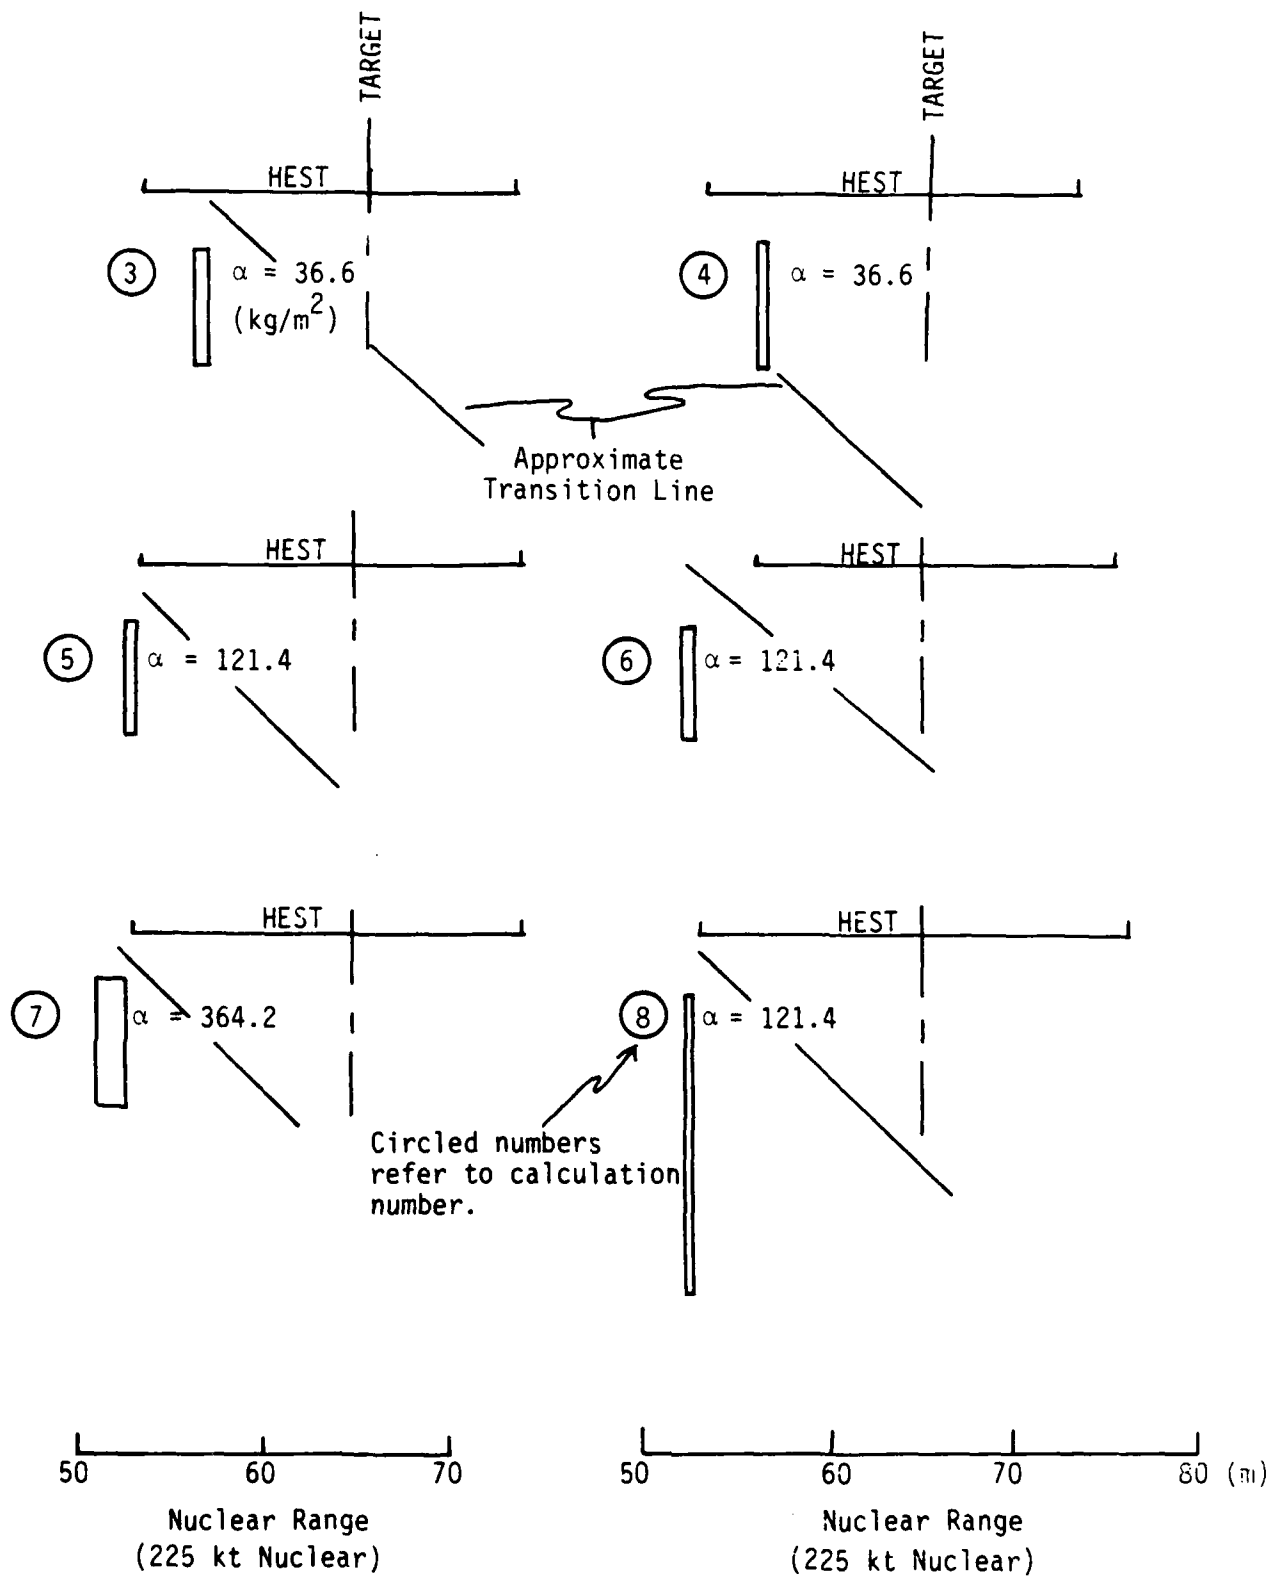 TARGET
TARGET
HEST
HEST
3
α = 36.6
(kg/m²)
4
α = 36.6
Approximate
Transition Line
HEST
HEST
5
α = 121.4
6
α = 121.4
HEST
HEST
7
α = 364.2
8
α = 121.4
Circled numbers
refer to calculation
number.
50 60 70
50 60 70 80 (m)
Nuclear Range
(225 kt Nuclear)
Nuclear Range
(225 kt Nuclear)